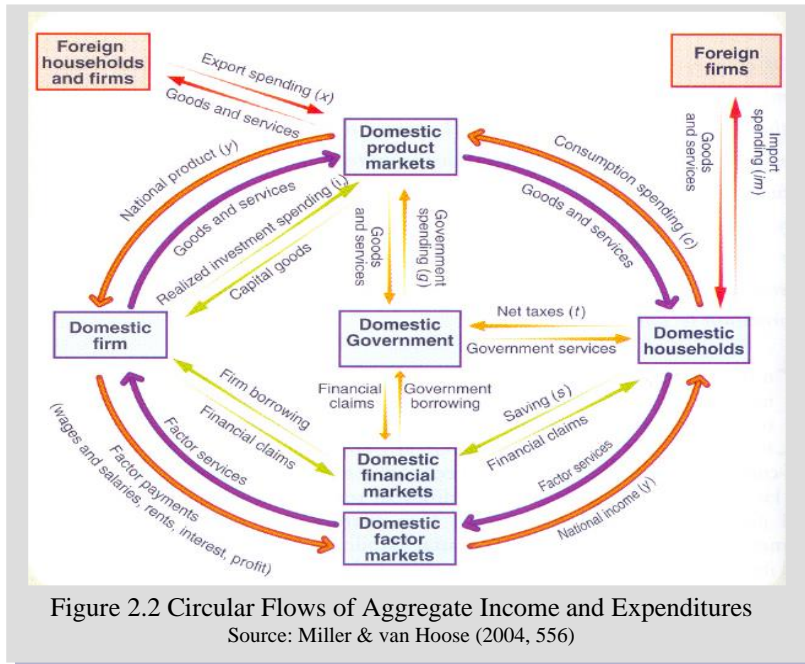 Foreign
households
and firms
Foreign
firms
Export spending (x)
Goods and services
Import
spending (im)
Goods
and services
Domestic
product
markets
National product (y)
Goods and services
Realized investment spending (i)
Capital goods
Goods
and services
Government
spending (g)
Consumption spending (c)
Goods and services
Domestic
firm
Domestic
Government
Net taxes (t)
Government services
Domestic
households
Firm borrowing
Financial claims
Financial
claims
Government
borrowing
Saving (s)
Financial claims
Factor services
Factor payments
(wages and salaries, rents, interest, profit)
Domestic
financial
markets
Domestic
factor
markets
Factor services
National income (y)
Figure 2.2 Circular Flows of Aggregate Income and Expenditures
Source: Miller & van Hoose (2004, 556)